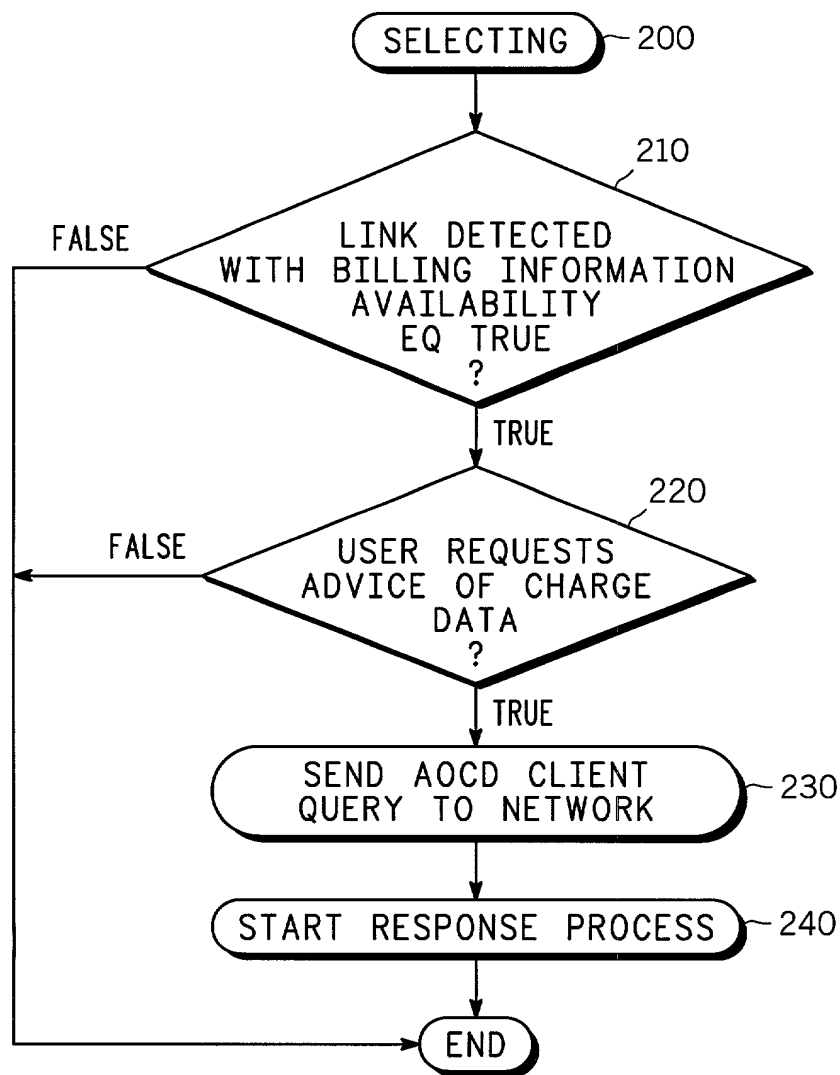 SELECTING
200
210
FALSE
LINK DETECTED
WITH BILLING INFORMATION
AVAILABILITY
EQ TRUE
?
TRUE
220
FALSE
USER REQUESTS
ADVICE OF CHARGE
DATA
?
TRUE
SEND AOCD CLIENT
QUERY TO NETWORK
230
START RESPONSE PROCESS
240
END